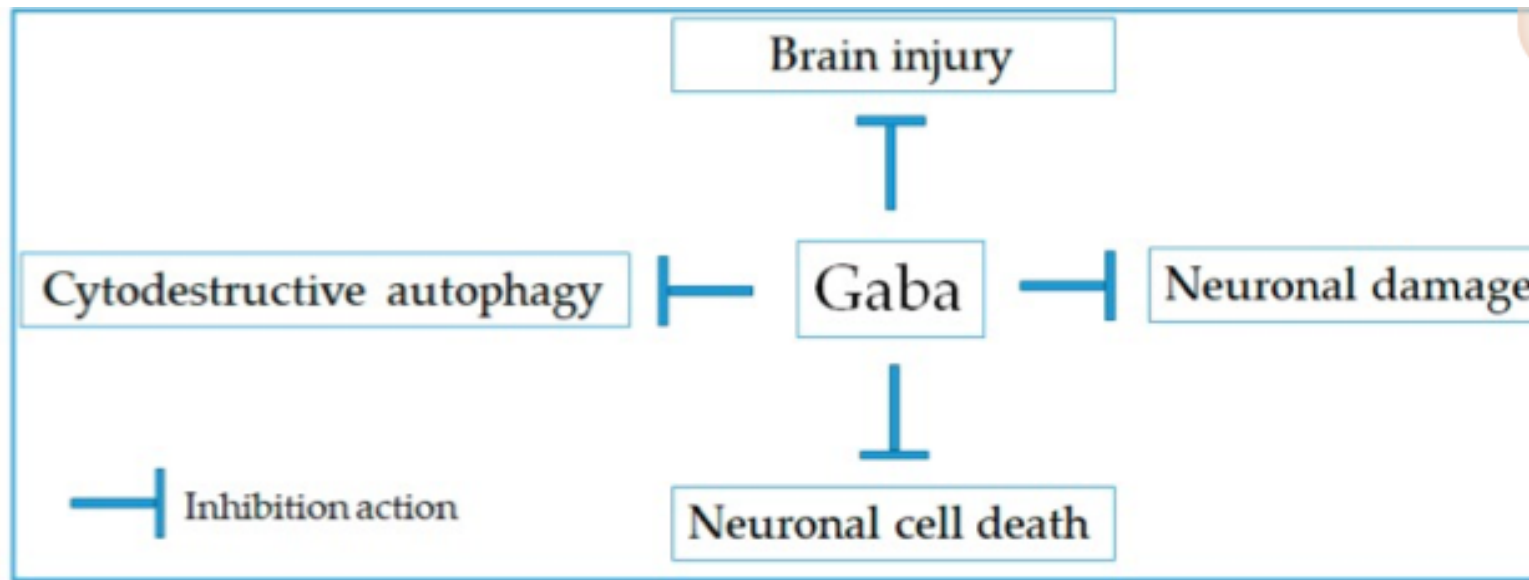 Brain injury
Cytodestructive autophagy
Gaba
Neuronal damage
Neuronal cell death
Inhibition action